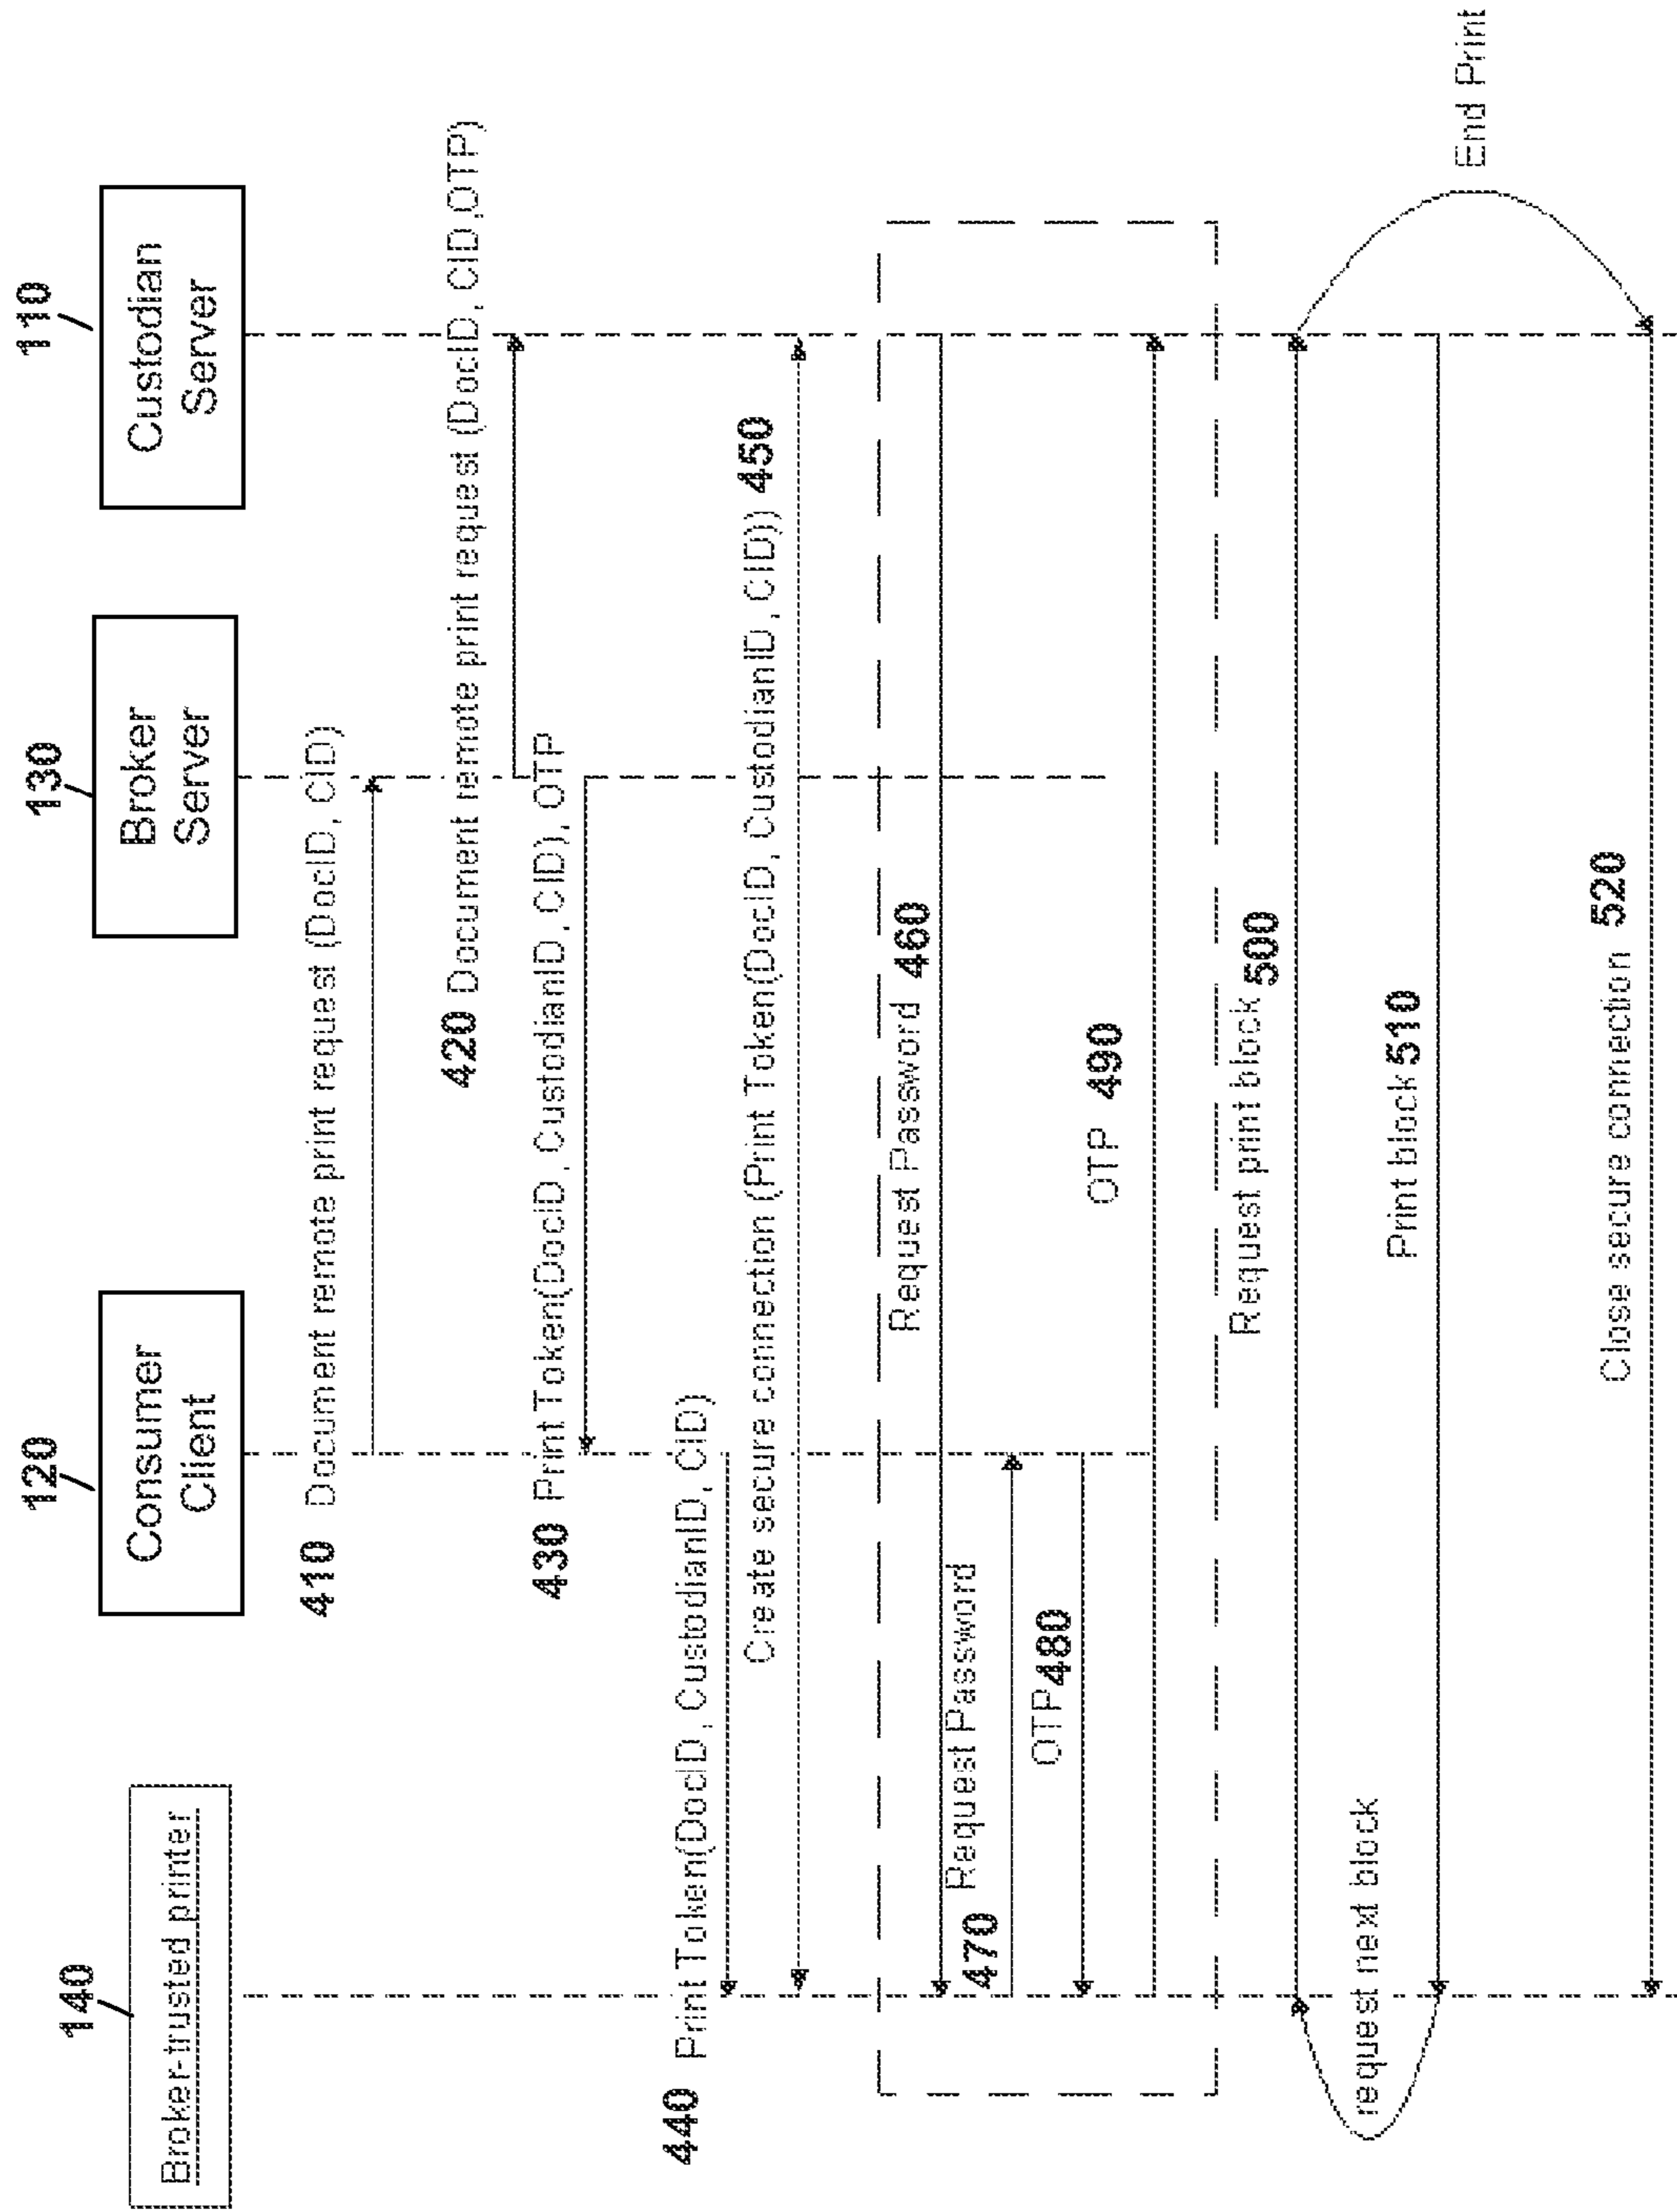 140
Broker-trusted printer
120
Consumer
Client
130
Broker
Server
110
Custodian
Server
410 Document remote print request (DocID, CID)
420 Document remote print request (DocID, CID,OTP)
430 Print Token(DocID, CustodianID, CID), OTP
440 Print Token(DocID, CustodianID, CID)
Create secure connection (Print Token(DocID, CustodianID, CID)) 450
Request Password 460
470 Request Password
OTP 480
OTP 490
Request print block 500
request next block
Print block 510
End Print
Close secure connection 520